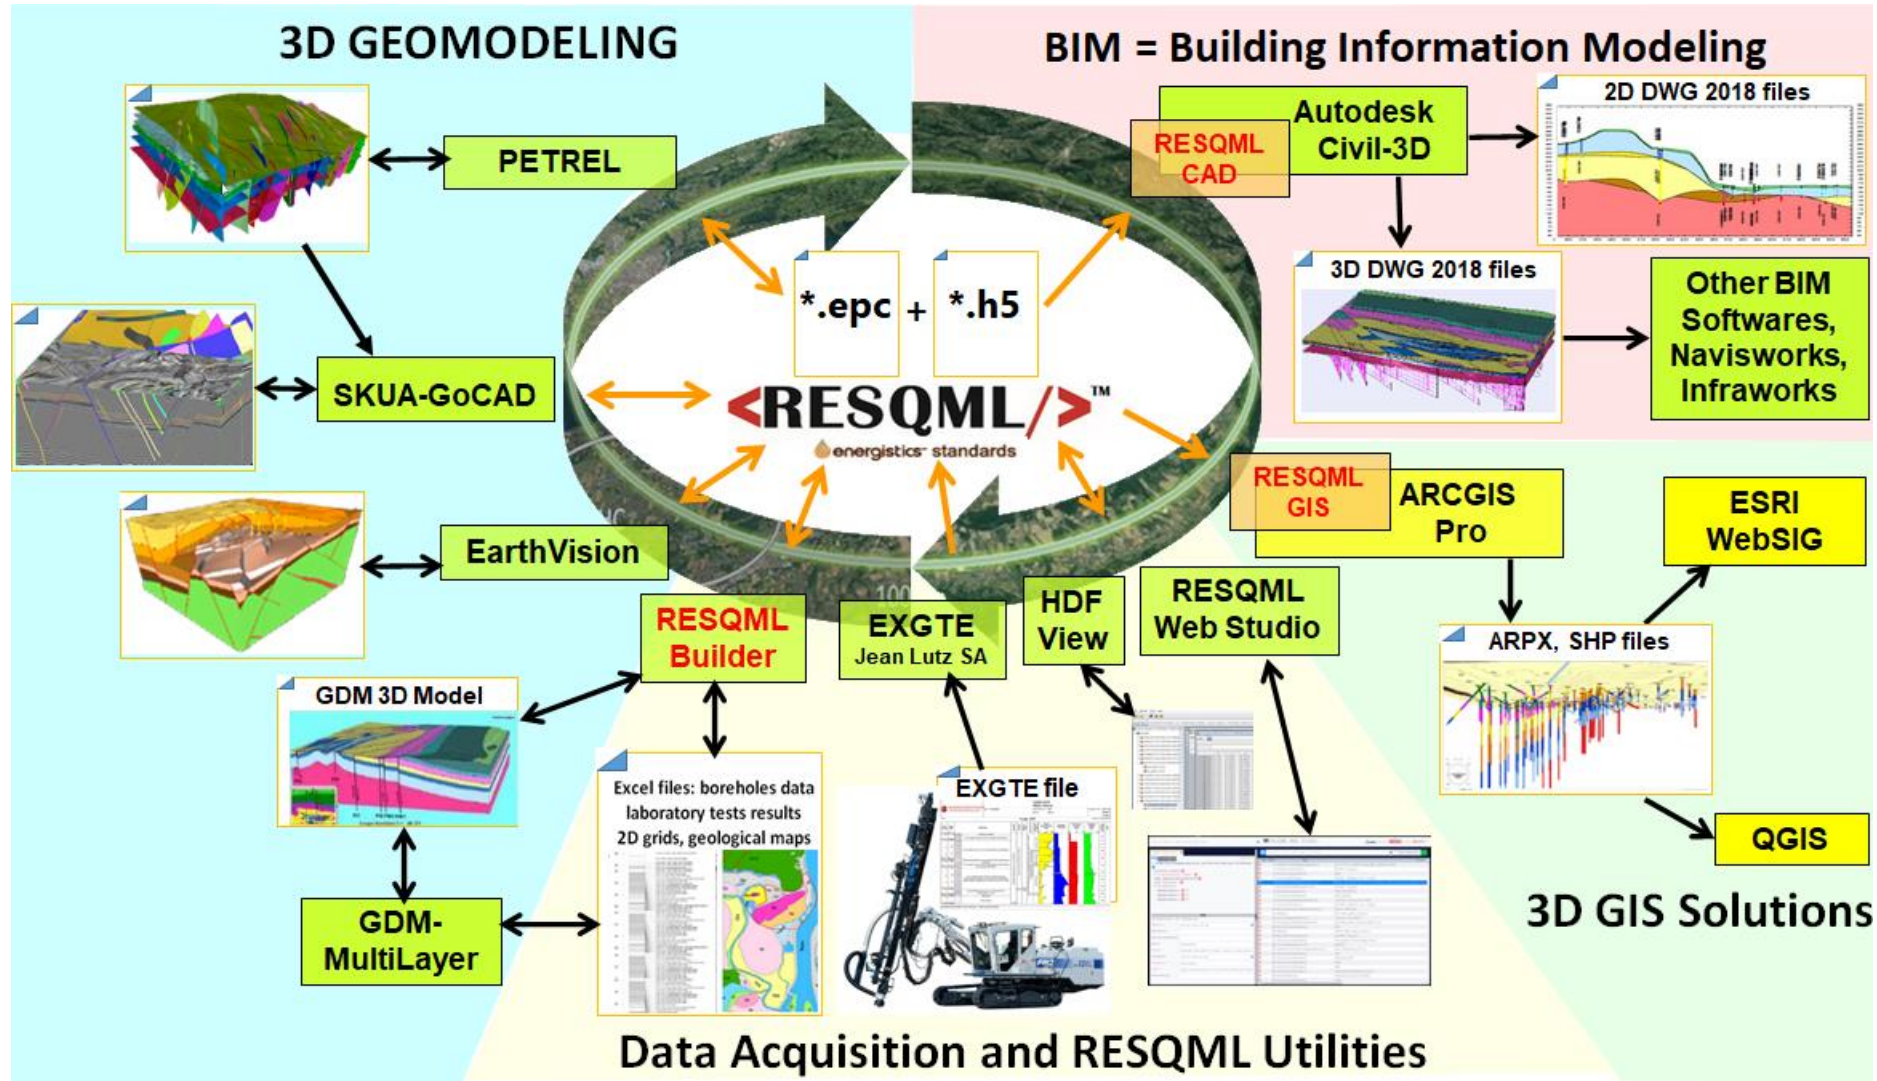 3D GEOMODELING
BIM = Building Information Modeling
PETREL
SKUA-GoCAD
EarthVision
RESQML
CAD
Autodesk
Civil-3D
2D DWG 2018 files
3D DWG 2018 files
Other BIM
Softwares,
Navisworks,
Infraworks
*.epc + *.h5
<RESQML/>™
energistics™ standards
RESQML
GIS
ARCGIS
Pro
ESRI
WebSIG
ARPX, SHP files
QGIS
3D GIS Solutions
100
RESQML
Builder
EXGTE
Jean Lutz SA
HDF
View
RESQML
Web Studio
GDM 3D Model
GDM-
MultiLayer
Excel files: boreholes data
laboratory tests results
2D grids, geological maps
EXGTE file
Data Acquisition and RESQML Utilities